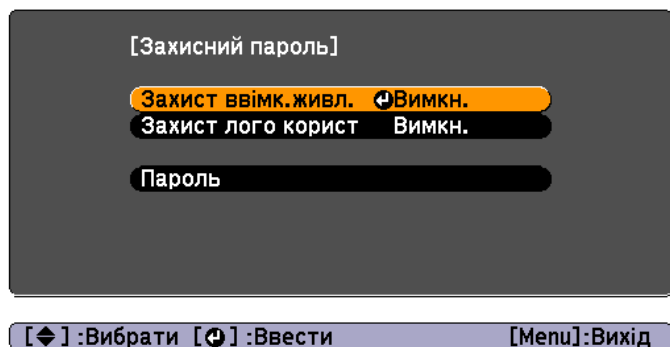 [Захисний пароль]
Захист ввімк.живл. Вимкн.
Захист лого корист Вимкн.
Пароль
[ ] :Вибрати [ ] :Ввести [Menu]:Вихід